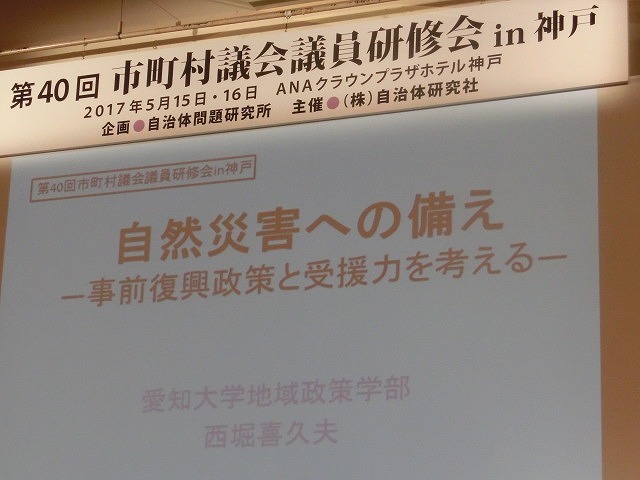 第40回 市町村議会議員研修会 in 神戸
2017年5月15日・16日 ANAクラウンプラザホテル神戸
企画●自治体問題研究所 主催●(株)自治体研究社
第40回市町村議会議員研修会in神戸
自然災害への備え
ー事前復興政策と受援力を考えるー
愛知大学地域政策学部
西堀喜久夫